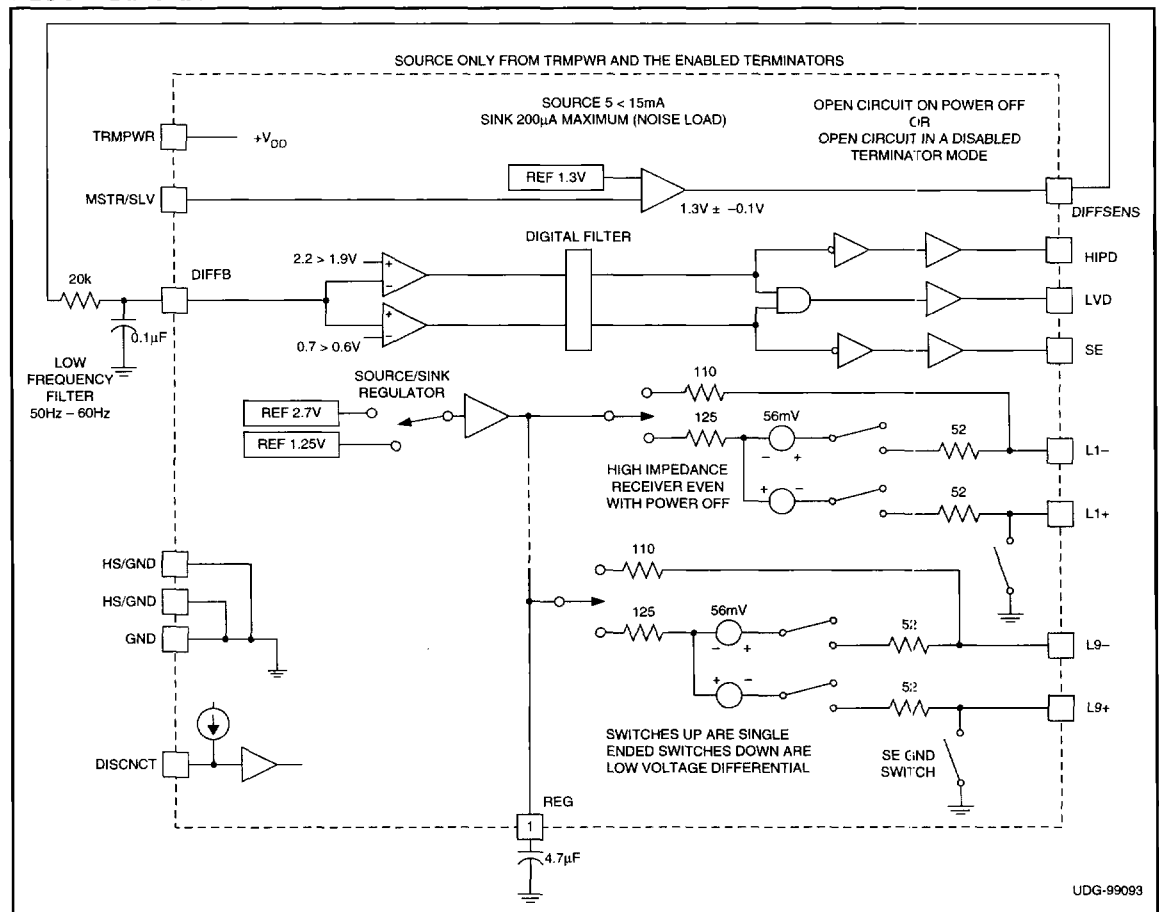 SOURCE ONLY FROM TRMPWR AND THE ENABLED TERMINATORS
SOURCE 5 < 15mA
SINK 200µA MAXIMUM (NOISE LOAD)
OPEN CIRCUIT ON POWER OFF
OR
OPEN CIRCUIT IN A DISABLED
TERMINATOR MODE
TRMPWR
+VDD
REF 1.3V
MSTR/SLV
1.3V ± –0.1V
DIFFSENS
DIGITAL FILTER
HIPD
2.2 > 1.9V
20k
DIFFB
+
–
LVD
+
–
0.1µF
0.7 > 0.6V
SE
LOW
FREQUENCY
FILTER
50Hz – 60Hz
SOURCE/SINK
REGULATOR
110
REF 2.7V
125
56mV
52
REF 1.25V
– +
L1–
HIGH IMPEDANCE
RECEIVER EVEN
WITH POWER OFF
+ –
52
L1+
HS/GND
110
HS/GND
125
56mV
52
GND
– +
L9–
+ –
52
L9+
SWITCHES UP ARE SINGLE
ENDED SWITCHES DOWN ARE
LOW VOLTAGE DIFFERENTIAL
SE GND
SWITCH
DISCNCT
REG
1
4.7µF
UDG-99093